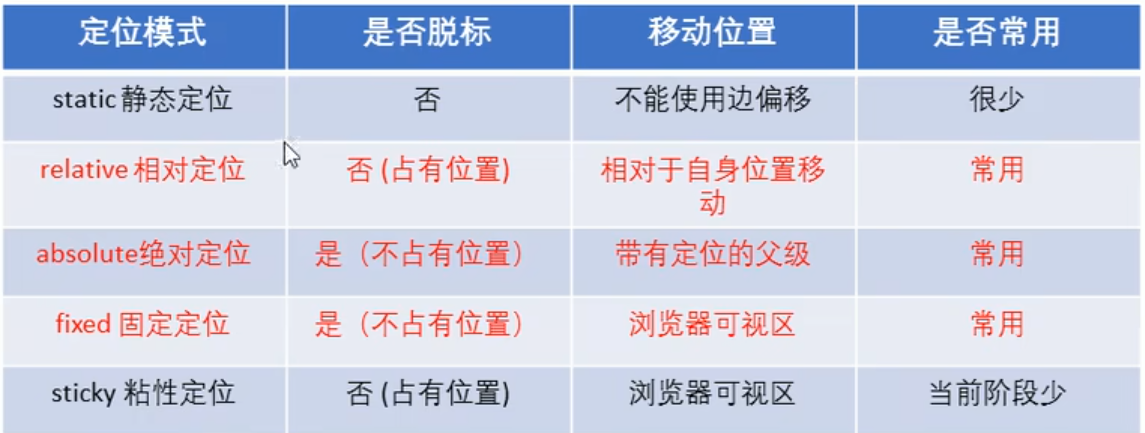 定位模式 是否脱标 移动位置 是否常用
static 静态定位 否 不能使用边偏移 很少
relative 相对定位 否 (占有位置) 相对于自身位置移
动 常用
absolute绝对定位 是（不占有位置） 带有定位的父级 常用
fixed 固定定位 是（不占有位置） 浏览器可视区 常用
sticky 粘性定位 否 (占有位置) 浏览器可视区 当前阶段少